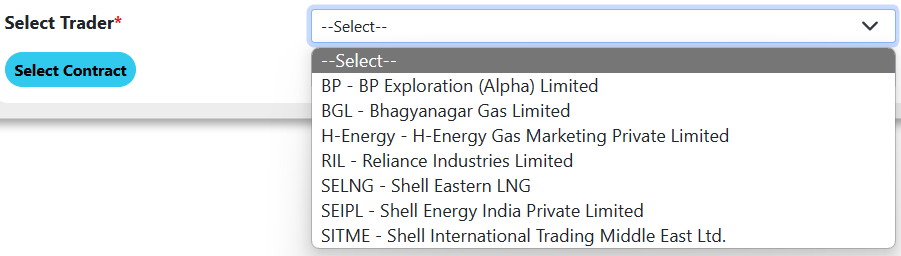 Select Trader*
--Select--
Select Contract
--Select--
BP - BP Exploration (Alpha) Limited
BGL - Bhagyanagar Gas Limited
H-Energy - H-Energy Gas Marketing Private Limited
RIL - Reliance Industries Limited
SELNG - Shell Eastern LNG
SEIPL - Shell Energy India Private Limited
SITME - Shell International Trading Middle East Ltd.